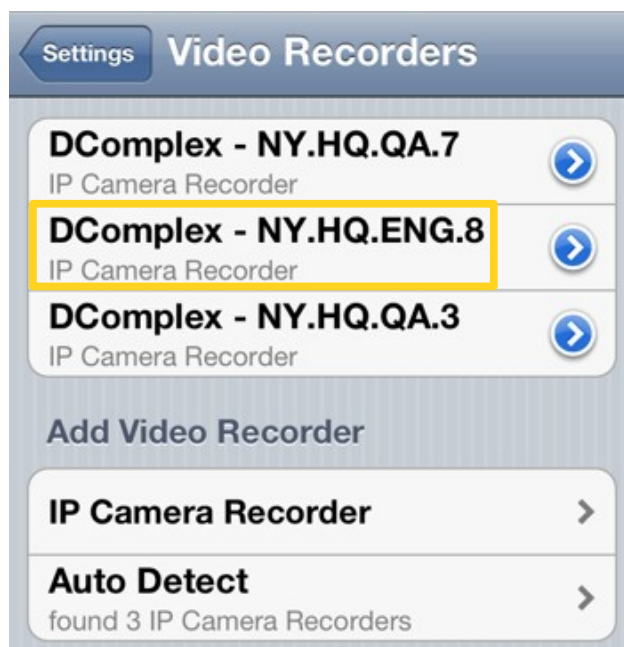 Settings
Video Recorders
DComplex - NY.HQ.QA.7
IP Camera Recorder
DComplex - NY.HQ.ENG.8
IP Camera Recorder
DComplex - NY.HQ.QA.3
IP Camera Recorder
Add Video Recorder
IP Camera Recorder
Auto Detect
found 3 IP Camera Recorders